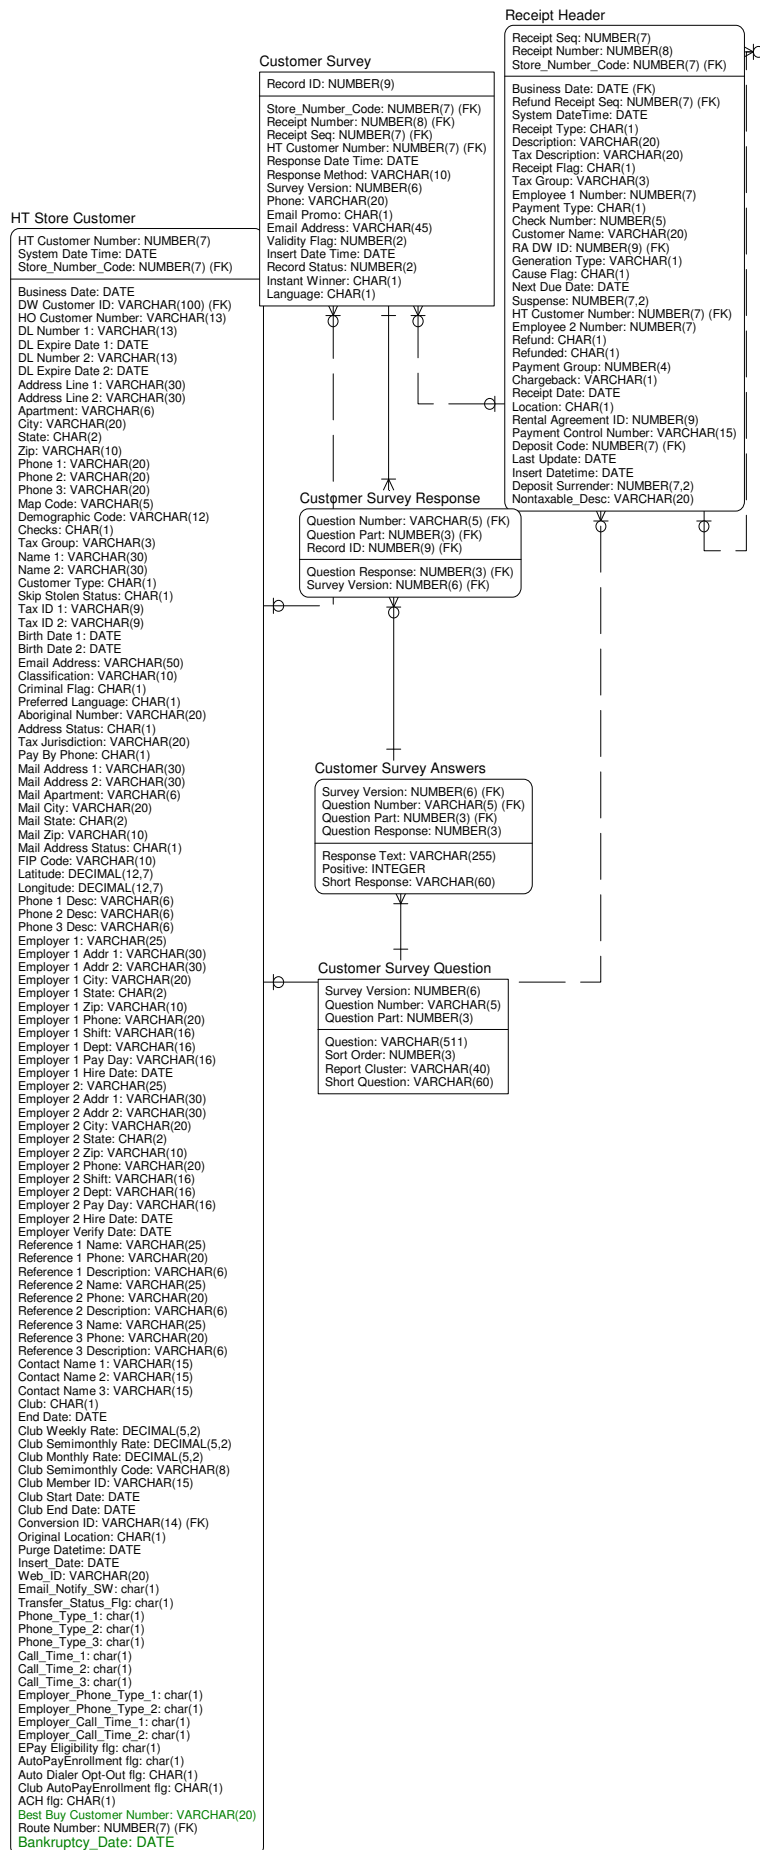 Receipt Header
Receipt Seq: NUMBER(7)
Receipt Number: NUMBER(8)
Store_Number_Code: NUMBER(7) (FK)
Business Date: DATE (FK)
Refund Receipt Seq: NUMBER(7) (FK)
System DateTime: DATE
Receipt Type: CHAR(1)
Description: VARCHAR(20)
Tax Description: VARCHAR(20)
Receipt Flag: CHAR(1)
Tax Group: VARCHAR(3)
Employee 1 Number: NUMBER(7)
Payment Type: CHAR(1)
Check Number: NUMBER(5)
Customer Name: VARCHAR(20)
RA DW ID: NUMBER(9) (FK)
Generation Type: VARCHAR(1)
Cause Flag: CHAR(1)
Next Due Date: DATE
Suspense: NUMBER(7,2)
HT Customer Number: NUMBER(7) (FK)
Employee 2 Number: NUMBER(7)
Refund: CHAR(1)
Refunded: CHAR(1)
Payment Group: NUMBER(4)
Chargeback: VARCHAR(1)
Receipt Date: DATE
Location: CHAR(1)
Rental Agreement ID: NUMBER(9)
Payment Control Number: VARCHAR(15)
Deposit Code: NUMBER(7) (FK)
Last Update: DATE
Insert Datetime: DATE
Deposit Surrender: NUMBER(7,2)
Nontaxable_Desc: VARCHAR(20)
Customer Survey
Record ID: NUMBER(9)
Store_Number_Code: NUMBER(7) (FK)
Receipt Number: NUMBER(8) (FK)
Receipt Seq: NUMBER(7) (FK)
HT Customer Number: NUMBER(7) (FK)
Response Date Time: DATE
Response Method: VARCHAR(10)
Survey Version: NUMBER(6)
Phone: VARCHAR(20)
Email Promo: CHAR(1)
Email Address: VARCHAR(45)
Validity Flag: NUMBER(2)
Insert Date Time: DATE
Record Status: NUMBER(2)
Instant Winner: CHAR(1)
Language: CHAR(1)
HT Store Customer
HT Customer Number: NUMBER(7)
System Date Time: DATE
Store_Number_Code: NUMBER(7) (FK)
Business Date: DATE
DW Customer ID: VARCHAR(100) (FK)
HO Customer Number: VARCHAR(13)
DL Number 1: VARCHAR(13)
DL Expire Date 1: DATE
DL Number 2: VARCHAR(13)
DL Expire Date 2: DATE
Address Line 1: VARCHAR(30)
Address Line 2: VARCHAR(30)
Apartment: VARCHAR(6)
City: VARCHAR(20)
State: CHAR(2)
Zip: VARCHAR(10)
Phone 1: VARCHAR(20)
Phone 2: VARCHAR(20)
Phone 3: VARCHAR(20)
Map Code: VARCHAR(5)
Demographic Code: VARCHAR(12)
Checks: CHAR(1)
Tax Group: VARCHAR(3)
Name 1: VARCHAR(30)
Name 2: VARCHAR(30)
Customer Type: CHAR(1)
Skip Stolen Status: CHAR(1)
Tax ID 1: VARCHAR(9)
Tax ID 2: VARCHAR(9)
Birth Date 1: DATE
Birth Date 2: DATE
Email Address: VARCHAR(50)
Classification: VARCHAR(10)
Criminal Flag: CHAR(1)
Preferred Language: CHAR(1)
Aboriginal Number: VARCHAR(20)
Address Status: CHAR(1)
Tax Jurisdiction: VARCHAR(20)
Pay By Phone: CHAR(1)
Mail Address 1: VARCHAR(30)
Mail Address 2: VARCHAR(30)
Mail Apartment: VARCHAR(6)
Mail City: VARCHAR(20)
Mail State: CHAR(2)
Mail Zip: VARCHAR(10)
Mail Address Status: CHAR(1)
FIP Code: VARCHAR(10)
Latitude: DECIMAL(12,7)
Longitude: DECIMAL(12,7)
Phone 1 Desc: VARCHAR(6)
Phone 2 Desc: VARCHAR(6)
Phone 3 Desc: VARCHAR(6)
Employer 1: VARCHAR(25)
Employer 1 Addr 1: VARCHAR(30)
Employer 1 Addr 2: VARCHAR(30)
Employer 1 City: VARCHAR(20)
Employer 1 State: CHAR(2)
Employer 1 Zip: VARCHAR(10)
Employer 1 Phone: VARCHAR(20)
Employer 1 Shift: VARCHAR(16)
Employer 1 Dept: VARCHAR(16)
Employer 1 Pay Day: VARCHAR(16)
Employer 1 Hire Date: DATE
Employer 2: VARCHAR(25)
Employer 2 Addr 1: VARCHAR(30)
Employer 2 Addr 2: VARCHAR(30)
Employer 2 City: VARCHAR(20)
Employer 2 State: CHAR(2)
Employer 2 Zip: VARCHAR(10)
Employer 2 Phone: VARCHAR(20)
Employer 2 Shift: VARCHAR(16)
Employer 2 Dept: VARCHAR(16)
Employer 2 Pay Day: VARCHAR(16)
Employer 2 Hire Date: DATE
Employer Verify Date: DATE
Reference 1 Name: VARCHAR(25)
Reference 1 Phone: VARCHAR(20)
Reference 1 Description: VARCHAR(6)
Reference 2 Name: VARCHAR(25)
Reference 2 Phone: VARCHAR(20)
Reference 2 Description: VARCHAR(6)
Reference 3 Name: VARCHAR(25)
Reference 3 Phone: VARCHAR(20)
Reference 3 Description: VARCHAR(6)
Contact Name 1: VARCHAR(15)
Contact Name 2: VARCHAR(15)
Contact Name 3: VARCHAR(15)
Club: CHAR(1)
End Date: DATE
Club Weekly Rate: DECIMAL(5,2)
Club Semimonthly Rate: DECIMAL(5,2)
Club Monthly Rate: DECIMAL(5,2)
Club Semimonthly Code: VARCHAR(8)
Club Member ID: VARCHAR(15)
Club Start Date: DATE
Club End Date: DATE
Conversion ID: VARCHAR(14) (FK)
Original Location: CHAR(1)
Purge Datetime: DATE
Insert_Date: DATE
Web_ID: VARCHAR(20)
Email_Notify_SW: char(1)
Transfer_Status_Flg: char(1)
Phone_Type_1: char(1)
Phone_Type_2: char(1)
Phone_Type_3: char(1)
Call_Time_1: char(1)
Call_Time_2: char(1)
Call_Time_3: char(1)
Employer_Phone_Type_1: char(1)
Employer_Phone_Type_2: char(1)
Employer_Call_Time_1: char(1)
Employer_Call_Time_2: char(1)
EPay Eligibility flg: char(1)
AutoPayEnrollment flg: char(1)
Auto Dialer Opt-Out flg: CHAR(1)
Club AutoPayEnrollment flg: CHAR(1)
ACH flg: CHAR(1)
Best Buy Customer Number: VARCHAR(20)
Route Number: NUMBER(7) (FK)
Bankruptcy_Date: DATE
Customer Survey Response
Question Number: VARCHAR(5) (FK)
Question Part: NUMBER(3) (FK)
Record ID: NUMBER(9) (FK)
Question Response: NUMBER(3) (FK)
Survey Version: NUMBER(6) (FK)
Customer Survey Answers
Survey Version: NUMBER(6) (FK)
Question Number: VARCHAR(5) (FK)
Question Part: NUMBER(3) (FK)
Question Response: NUMBER(3)
Response Text: VARCHAR(255)
Positive: INTEGER
Short Response: VARCHAR(60)
Customer Survey Question
Survey Version: NUMBER(6)
Question Number: VARCHAR(5)
Question Part: NUMBER(3)
Question: VARCHAR(511)
Sort Order: NUMBER(3)
Report Cluster: VARCHAR(40)
Short Question: VARCHAR(60)